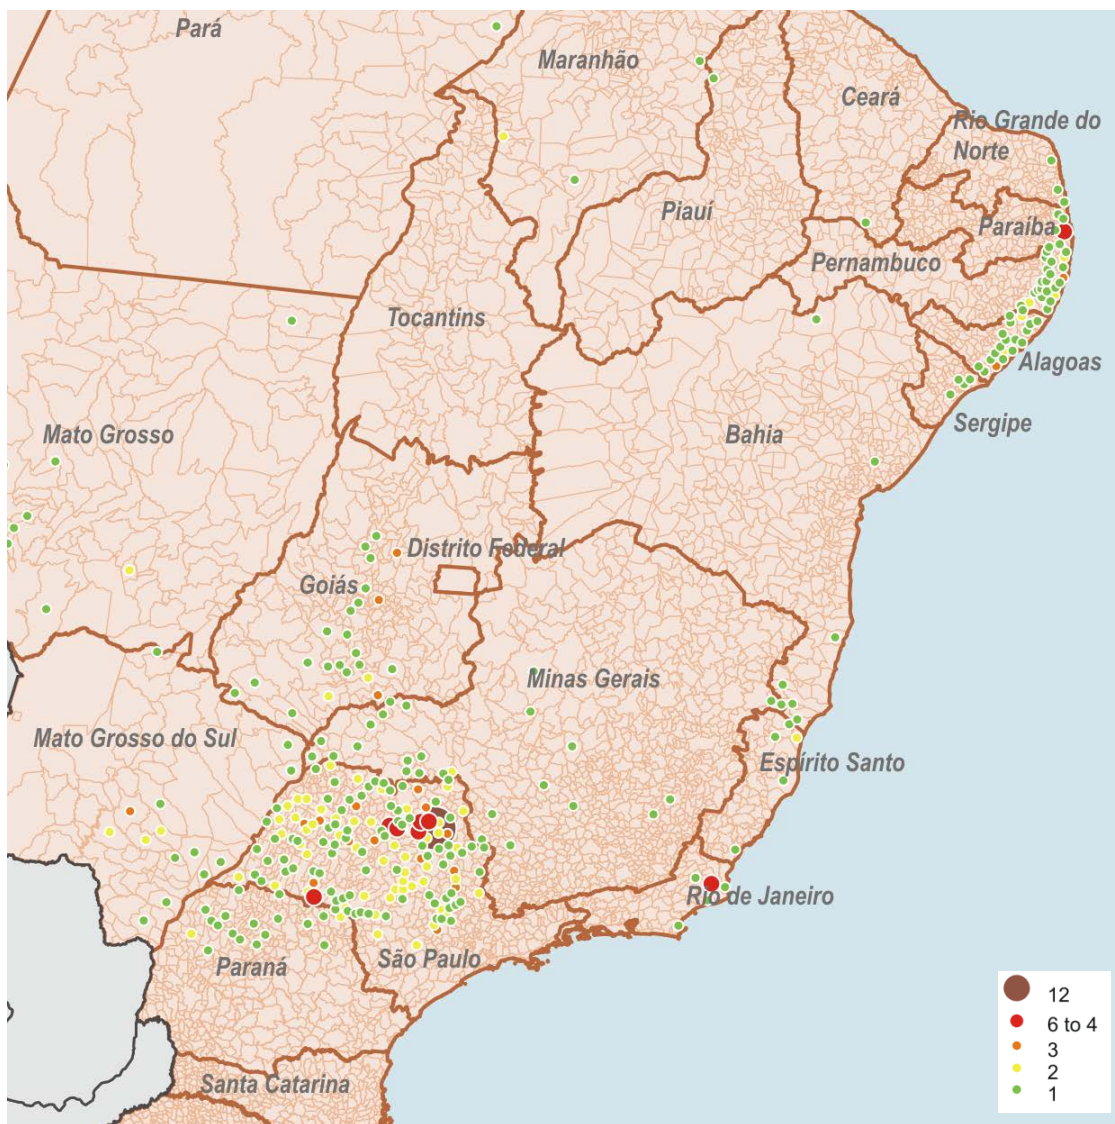 Pará
Maranhão
Ceará
Rio Grande do
Norte
Piauí
Paraíba
Pernambuco
Tocantins
Alagoas
Sergipe
Mato Grosso
Bahia
Distrito Federal
Goiás
Minas Gerais
Mato Grosso do Sul
Espírito Santo
Rio de Janeiro
São Paulo
Paraná
Santa Catarina
12
6 to 4
3
2
1